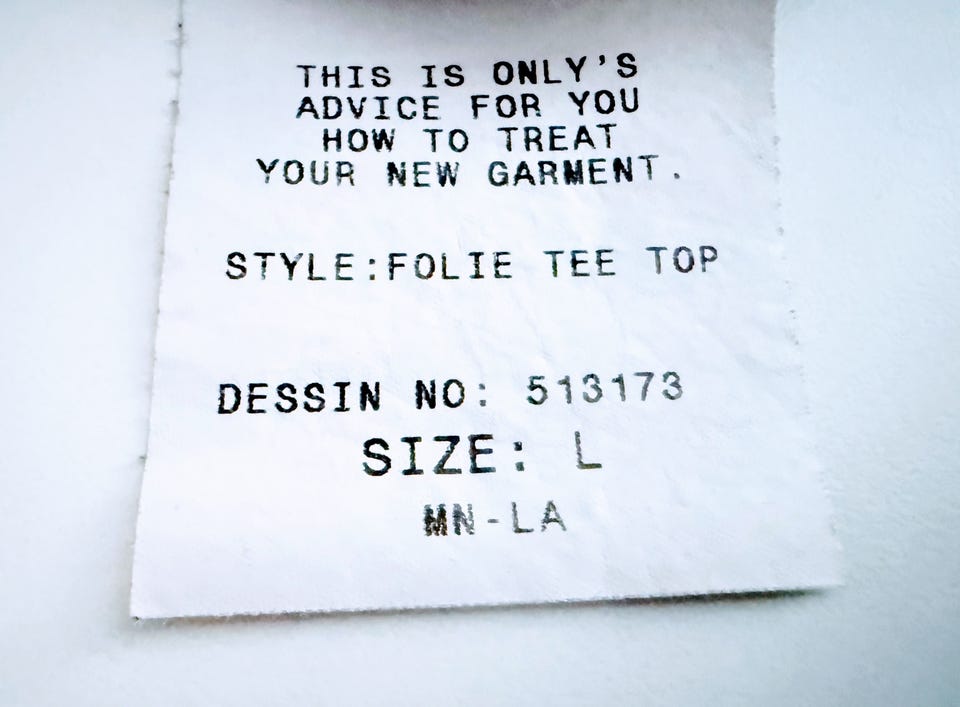 THIS IS ONLY'S
ADVICE FOR YOU
HOW TO TREAT
YOUR NEW GARMENT.
STYLE:FOLIE TEE TOP
DESSIN NO: 513173
SIZE: L
MN-LA